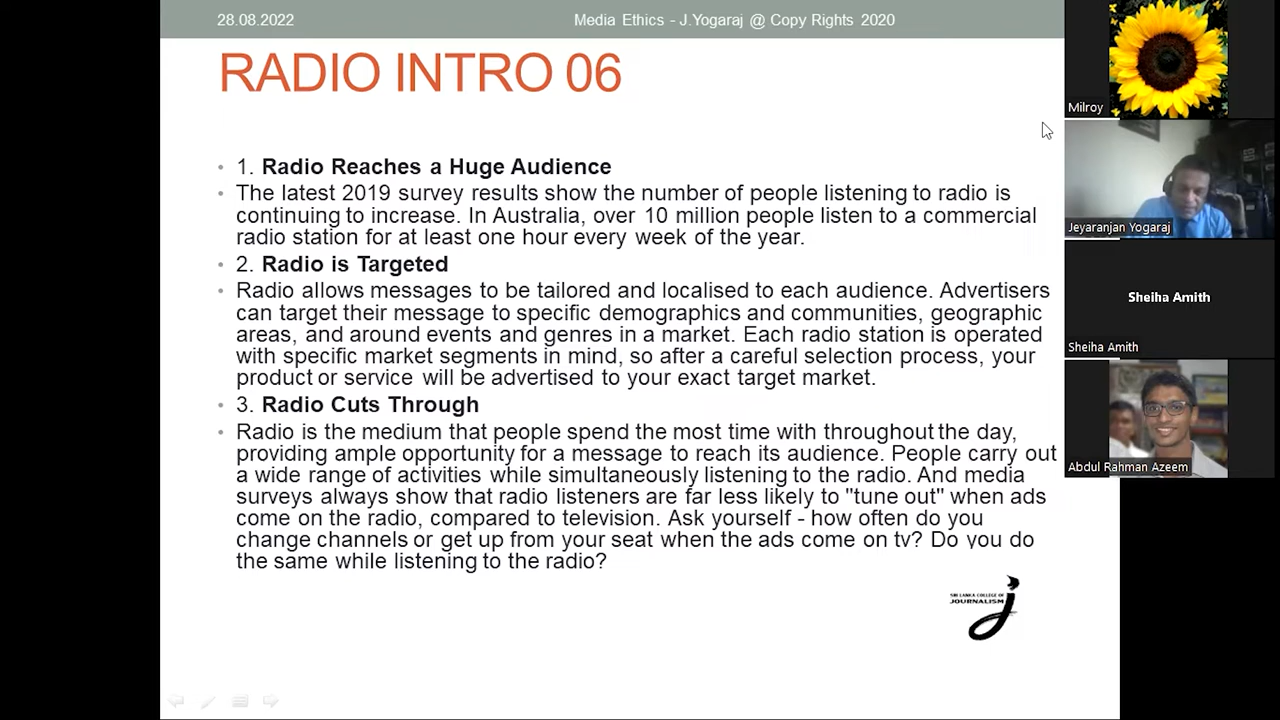 28.08.2022
Media Ethics - J.Yogaraj @ Copy Rights 2020
RADIO INTRO 06
• 1. Radio Reaches a Huge Audience
• The latest 2019 survey results show the number of people listening to radio is
continuing to increase. In Australia, over 10 million people listen to a commercial
radio station for at least one hour every week of the year.
• 2. Radio is Targeted
• Radio allows messages to be tailored and localised to each audience. Advertisers
can target their message to specific demographics and communities, geographic
areas, and around events and genres in a market. Each radio station is operated
with specific market segments in mind, so after a careful selection process, your
product or service will be advertised to your exact target market.
• 3. Radio Cuts Through
• Radio is the medium that people spend the most time with throughout the day,
providing ample opportunity for a message to reach its audience. People carry out
a wide range of activities while simultaneously listening to the radio. And media
surveys always show that radio listeners are far less likely to "tune out" when ads
come on the radio, compared to television. Ask yourself - how often do you
change channels or get up from your seat when the ads come on tv? Do you do
the same while listening to the radio?
SRI LANKA COLLEGE OF
JOURNALISM
Milroy
Jeyaranjan Yogaraj
Sheiha Amith
Sheiha Amith
Abdul Rahman Azeem